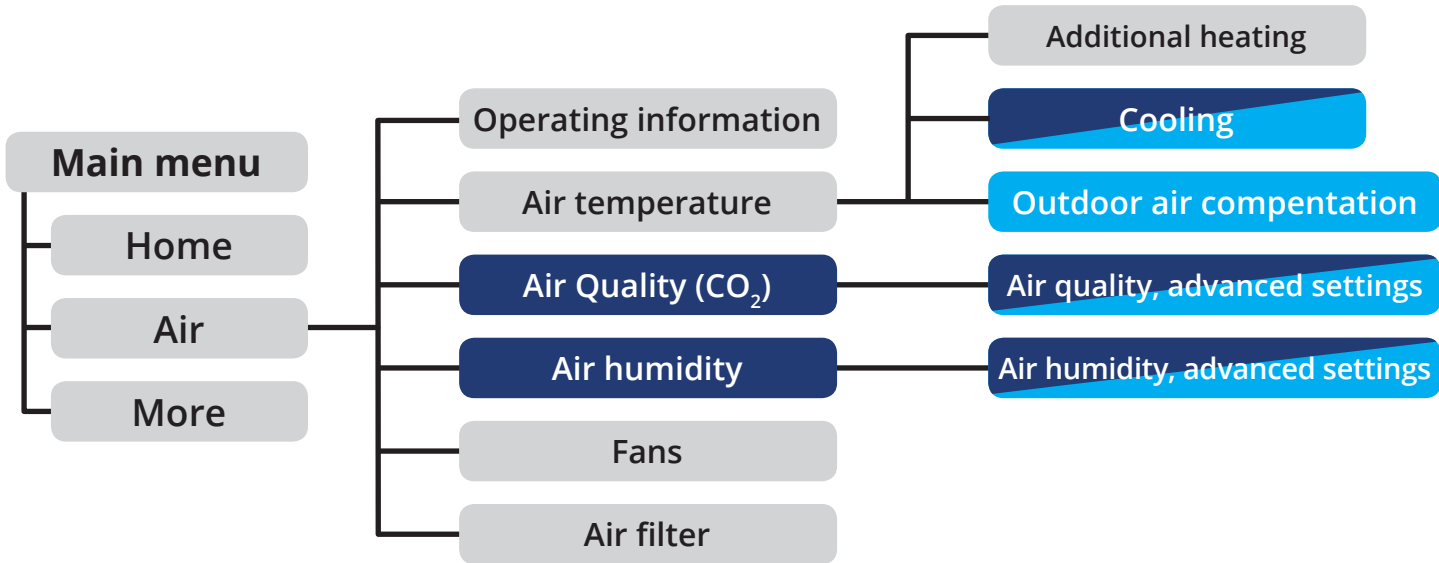 Main menu
Home
Air
More
Operating information
Air temperature
Air Quality (CO₂)
Air humidity
Fans
Air filter
Additional heating
Cooling
Outdoor air compentation
Air quality, advanced settings
Air humidity, advanced settings